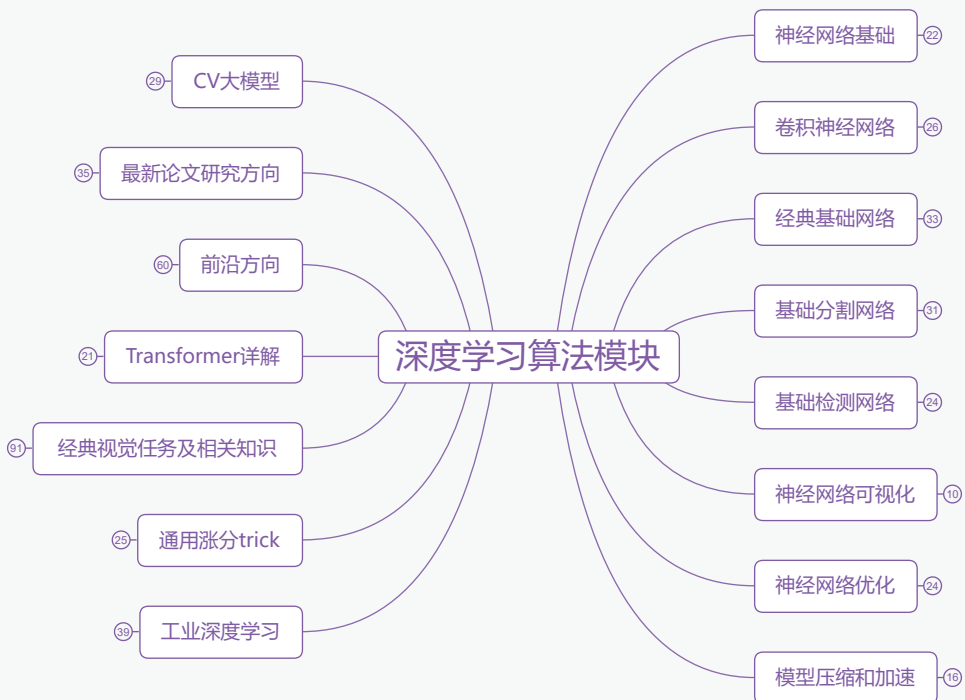 深度学习算法模块
神经网络基础 22
卷积神经网络 26
经典基础网络 33
基础分割网络 31
基础检测网络 24
神经网络可视化 10
神经网络优化 24
模型压缩和加速 16
29 CV大模型
35 最新论文研究方向
60 前沿方向
21 Transformer详解
91 经典视觉任务及相关知识
25 通用涨分trick
39 工业深度学习